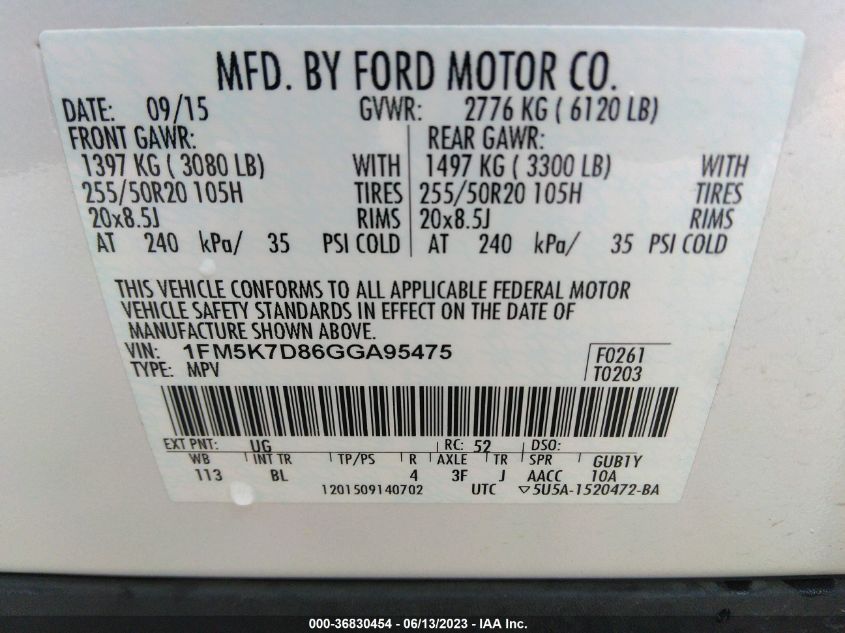 MFD. BY FORD MOTOR CO.
DATE: 09/15 GVWR: 2776 KG ( 6120 LB)
FRONT GAWR: REAR GAWR:
1397 KG ( 3080 LB) WITH 1497 KG ( 3300 LB) WITH
255/50R20 105H TIRES 255/50R20 105H TIRES
20x8.5J RIMS 20x8.5J RIMS
AT 240 kPa/ 35 PSI COLD AT 240 kPa/ 35 PSI COLD
THIS VEHICLE CONFORMS TO ALL APPLICABLE FEDERAL MOTOR
VEHICLE SAFETY STANDARDS IN EFFECT ON THE DATE OF
MANUFACTURE SHOWN ABOVE.
VIN: 1FM5K7D86GGA95475 F0261
TYPE: MPV T0203
EXT PNT: UG RC: 52 DSO:
WB INT TR TP/PS R AXLE TR SPR GUB1Y
113 BL 4 3F J AACC 10A
1201509140702 UTC ▽5U5A-1520472-BA
000-36830454 - 06/13/2023 - IAA Inc.